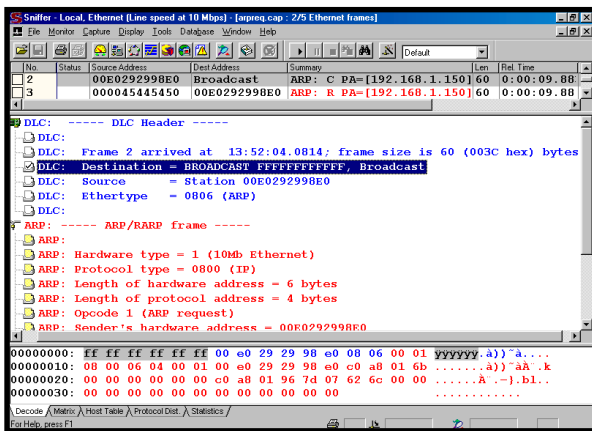 Sniffer - Local, Ethernet (Line speed at 10 Mbps) - [arpreq.cap : 2/5 Ethernet frames]
File Monitor Capture Display Tools Database Window Help
Default
No. Status Source Address Dest Address Summary Len Rel. Time
2 00E0292998E0 Broadcast ARP: C PA=[192.168.1.150] 60 0:00:09.88
3 000045445450 00E0292998E0 ARP: R PA=[192.168.1.150] 60 0:00:09.88
DLC: ----- DLC Header -----
DLC:
DLC: Frame 2 arrived at 13:52:04.0814; frame size is 60 (003C hex) bytes
DLC: Destination = BROADCAST FFFFFFFFFFFF, Broadcast
DLC: Source = Station 00E0292998E0
DLC: Ethertype = 0806 (ARP)
DLC:
ARP: ----- ARP/RARP frame -----
ARP:
ARP: Hardware type = 1 (10Mb Ethernet)
ARP: Protocol type = 0800 (IP)
ARP: Length of hardware address = 6 bytes
ARP: Length of protocol address = 4 bytes
ARP: Opcode 1 (ARP request)
ARP: Sender's hardware address = 00E0292998E0
00000000: ff ff ff ff ff ff 00 e0 29 29 98 e0 08 06 00 01 ÿÿÿÿÿÿ.à))˜à....
00000010: 08 00 06 04 00 01 00 e0 29 29 98 e0 c0 a8 01 6b .......à))˜àÀ¨.k
00000020: 00 00 00 00 00 00 c0 a8 01 96 7d 07 62 6c 00 00 ......À¨.–}.bl..
00000030: 00 00 00 00 00 00 00 00 00 00 00 00 ............
Decode Matrix Host Table Protocol Dist. Statistics
For Help, press F1